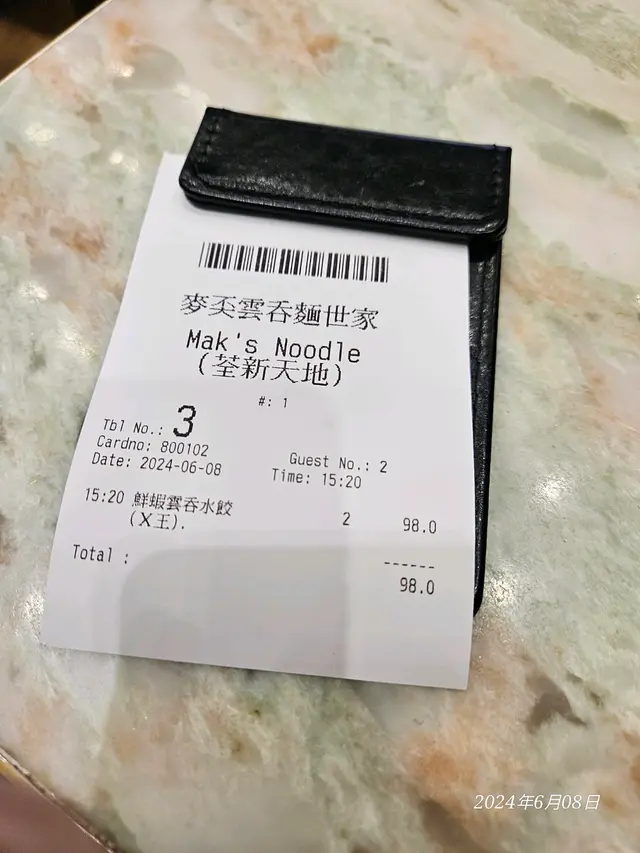 麥奀雲吞麵世家
Mak's Noodle
(荃新天地)
#: 1
Tbl No.: 3
Cardno: 800102 Guest No.: 2
Date: 2024-06-08 Time: 15:20
15:20 鮮蝦雲吞水餃 2 98.0
(X王).
------
Total : 98.0
2024年6月08日